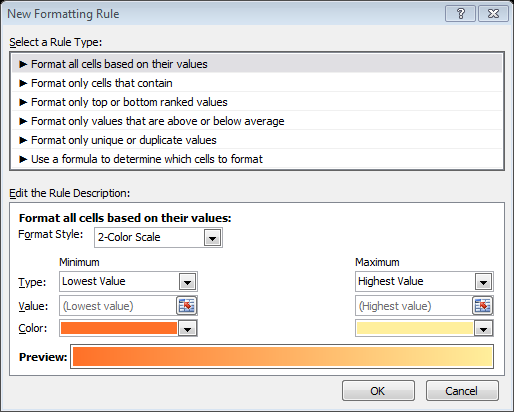 New Formatting Rule
Select a Rule Type:
► Format all cells based on their values
► Format only cells that contain
► Format only top or bottom ranked values
► Format only values that are above or below average
► Format only unique or duplicate values
► Use a formula to determine which cells to format
Edit the Rule Description:
Format all cells based on their values:
Format Style: 2-Color Scale
Minimum Maximum
Type: Lowest Value Highest Value
Value: (Lowest value) (Highest value)
Color:
Preview:
OK Cancel